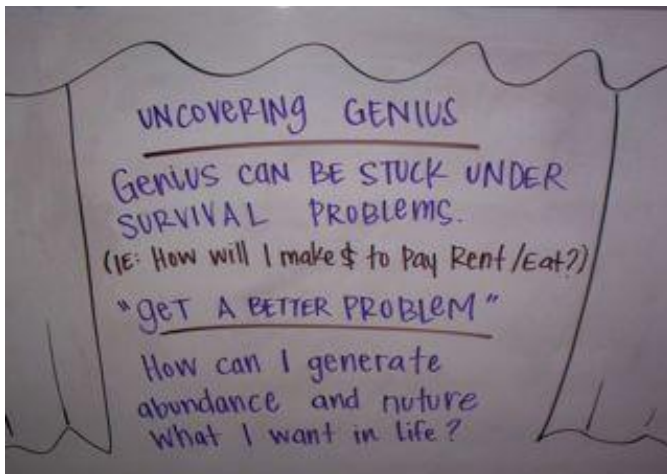 UNCOVERING GENIUS
GENIUS CAN BE STUCK UNDER
SURVIVAL PROBLEMS.
(IE: How will I make $ to Pay Rent/Eat?)
"GET A BETTER PROBLEM"
How can I generate
abundance and nuture
what I want in life?